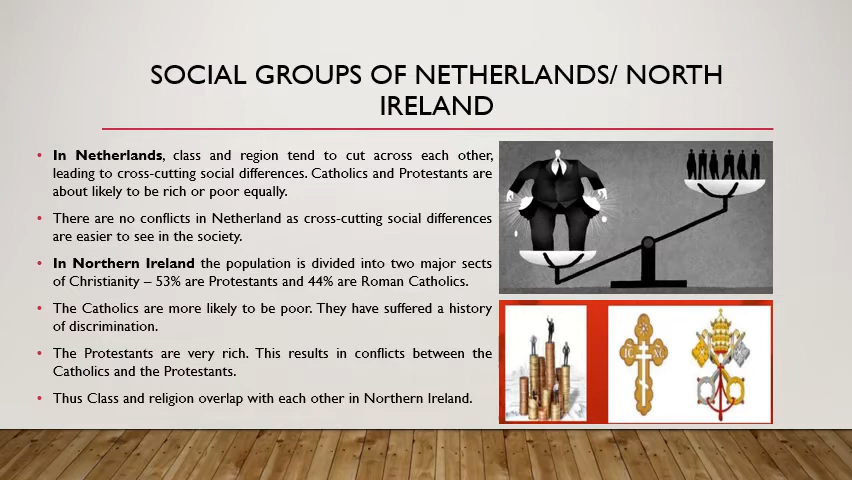 SOCIAL GROUPS OF NETHERLANDS/ NORTH
IRELAND
• In Netherlands, class and region tend to cut across each other,
leading to cross-cutting social differences. Catholics and Protestants are
about likely to be rich or poor equally.
• There are no conflicts in Netherland as cross-cutting social differences
are easier to see in the society.
• In Northern Ireland the population is divided into two major sects
of Christianity – 53% are Protestants and 44% are Roman Catholics.
• The Catholics are more likely to be poor. They have suffered a history
of discrimination.
• The Protestants are very rich. This results in conflicts between the
Catholics and the Protestants.
• Thus Class and religion overlap with each other in Northern Ireland.
IC XC